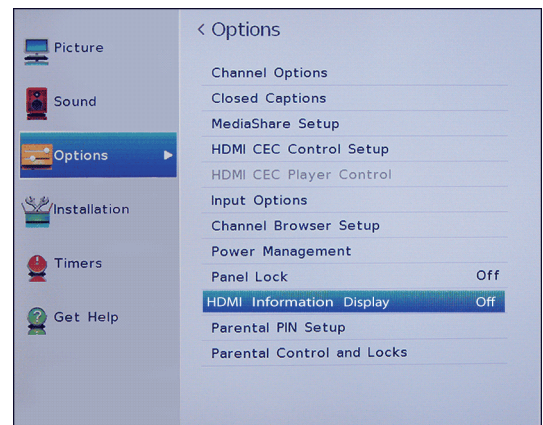 Picture
Sound
Options
Installation
Timers
Get Help
< Options
Channel Options
Closed Captions
MediaShare Setup
HDMI CEC Control Setup
HDMI CEC Player Control
Input Options
Channel Browser Setup
Power Management
Panel Lock Off
HDMI Information Display Off
Parental PIN Setup
Parental Control and Locks